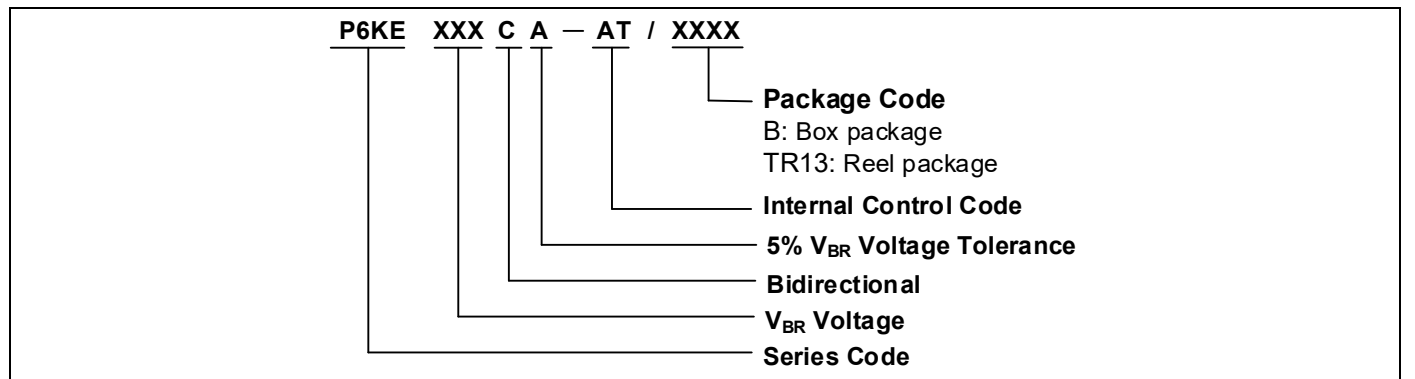 P6KE XXX C A — AT / XXXX
Package Code
B: Box package
TR13: Reel package
Internal Control Code
5% VBR Voltage Tolerance
Bidirectional
VBR Voltage
Series Code